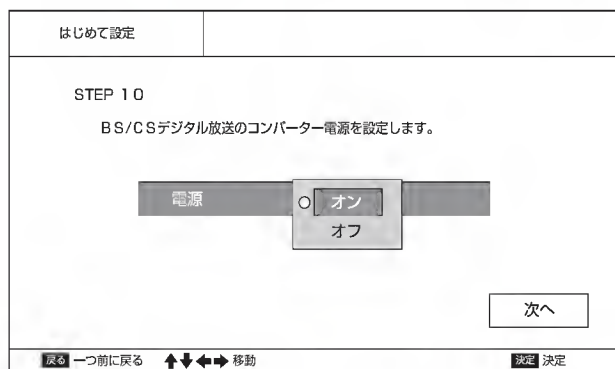 はじめて設定
STEP 10
BS/CSデジタル放送のコンバーター電源を設定します。
電源
オン
オフ
次へ
戻る 一つ前に戻る 移動 決定 決定